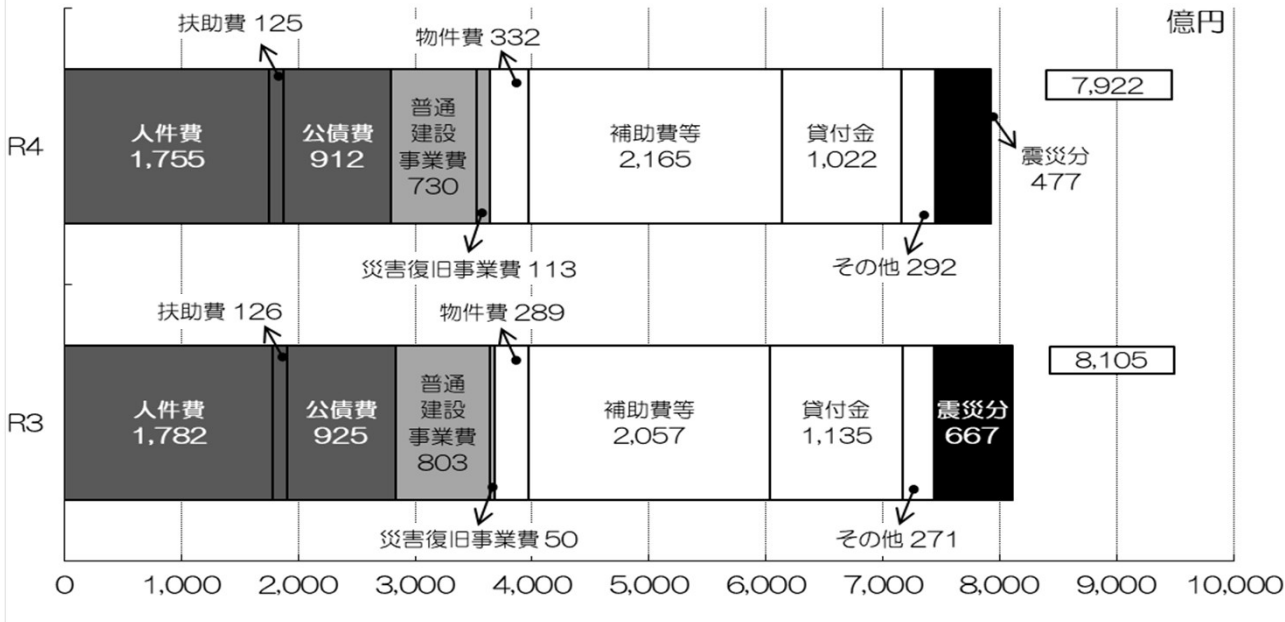 億円
扶助費 125
物件費 332
7,922
R4
人件費
1,755
公債費
912
普通
建設
事業費
730
補助費等
2,165
貸付金
1,022
震災分
477
災害復旧事業費 113
その他 292
扶助費 126
物件費 289
8,105
R3
人件費
1,782
公債費
925
普通
建設
事業費
803
補助費等
2,057
貸付金
1,135
震災分
667
災害復旧事業費 50
その他 271
0 1,000 2,000 3,000 4,000 5,000 6,000 7,000 8,000 9,000 10,000